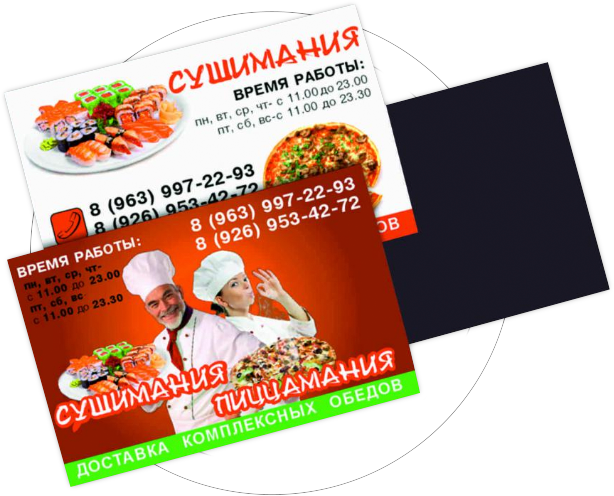 СУШИМАНИЯ
ВРЕМЯ РАБОТЫ:
пн, вт, ср, чт- с 11.00 до 23.00
пт, сб, вс-с 11.00 до 23.30
8 (963) 997-22-93
8 (926) 953-42-72
ОВ
8 (963) 997-22-93
8 (926) 953-42-72
ВРЕМЯ РАБОТЫ:
пн, вт, ср, чт-
с 11.00 до 23.00
пт, сб, вс
с 11.00 до 23.30
СУШИМАНИЯ ПИЦЦАМАНИЯ
ДОСТАВКА КОМПЛЕКСНЫХ ОБЕДОВ